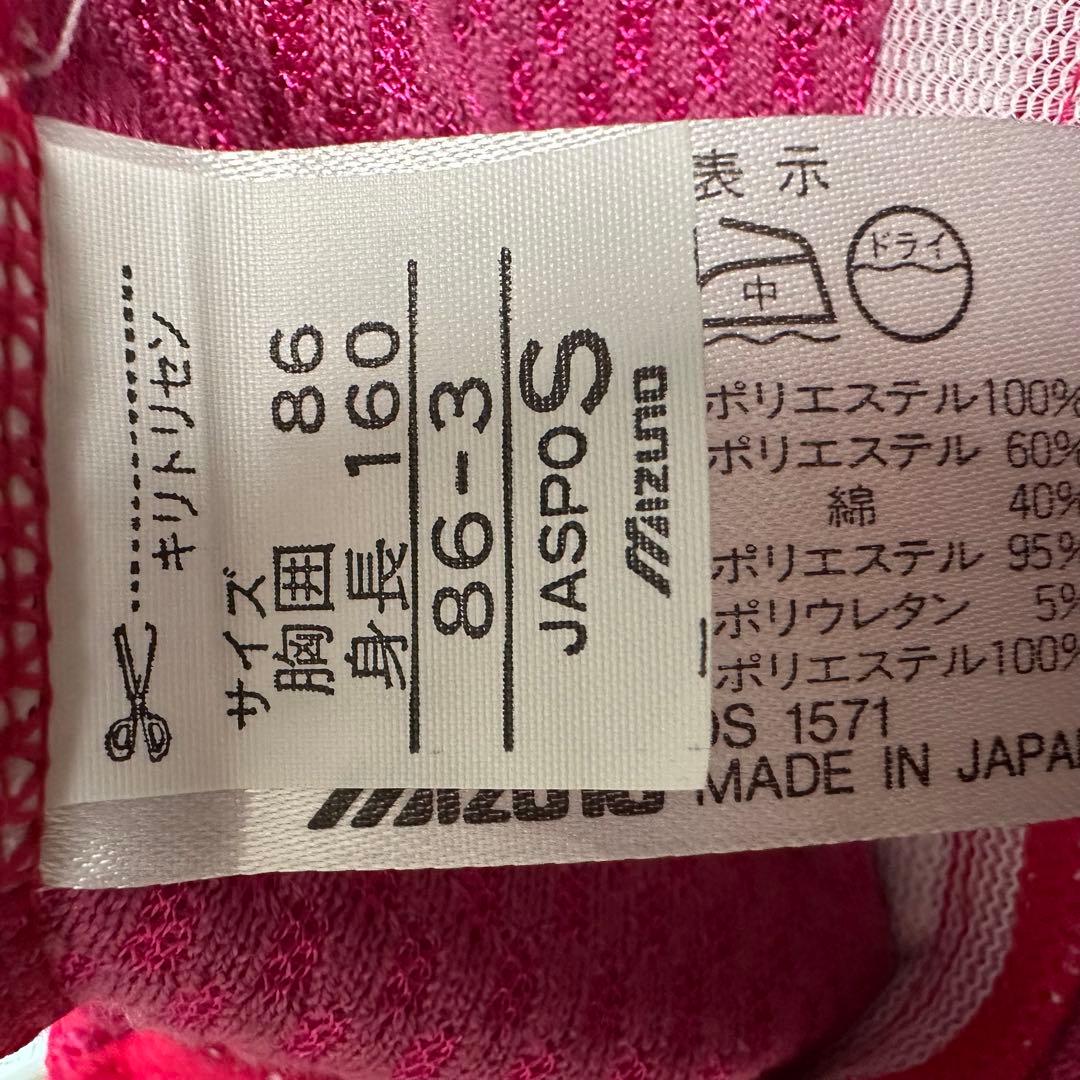 キリトリセン
サイズ
胸囲 86
身長 160
86-3
JASPO S
MIZUNO
表示
中
ドライ
ポリエステル100%
ポリエステル 60%
綿 40%
ポリエステル 95%
ポリウレタン 5%
ポリエステル100%
S 1571
MIZUNO
MADE IN JAPAN